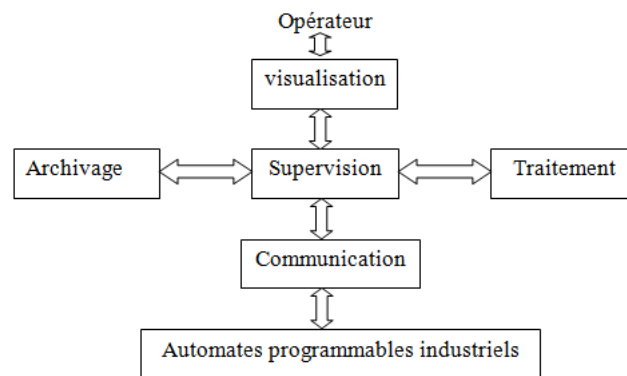 Opérateur
visualisation
Archivage
Supervision
Traitement
Communication
Automates programmables industriels